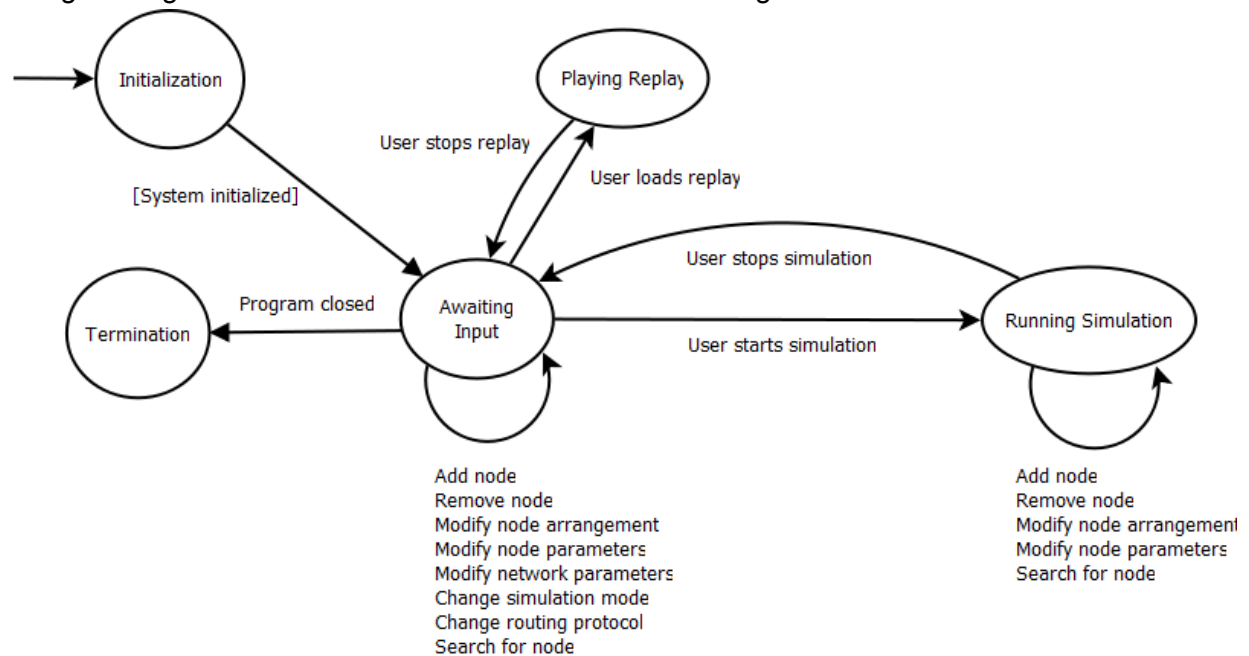 Initialization
Playing Replay
User stops replay
User loads replay
[System initialized]
User stops simulation
Program closed
Awaiting
Input
Termination
Running Simulation
User starts simulation
Add node
Remove node
Modify node arrangement
Modify node parameters
Modify network parameters
Change simulation mode
Change routing protocol
Search for node
Add node
Remove node
Modify node arrangement
Modify node parameters
Search for node